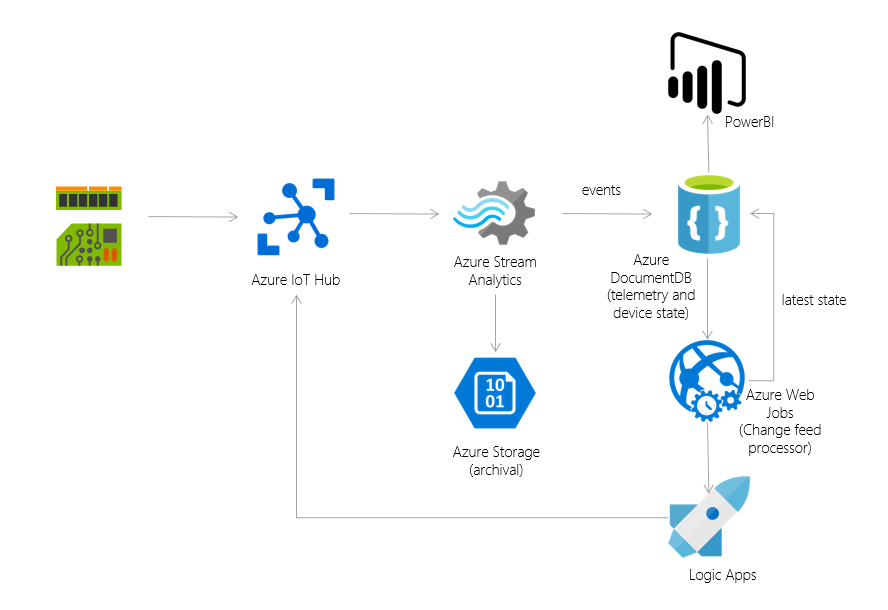 PowerBI
events
Azure IoT Hub
Azure Stream
Analytics
Azure
DocumentDB
(telemetry and
device state)
latest state
10
01
Azure Storage
(archival)
Azure Web
Jobs
(Change feed
processor)
Logic Apps